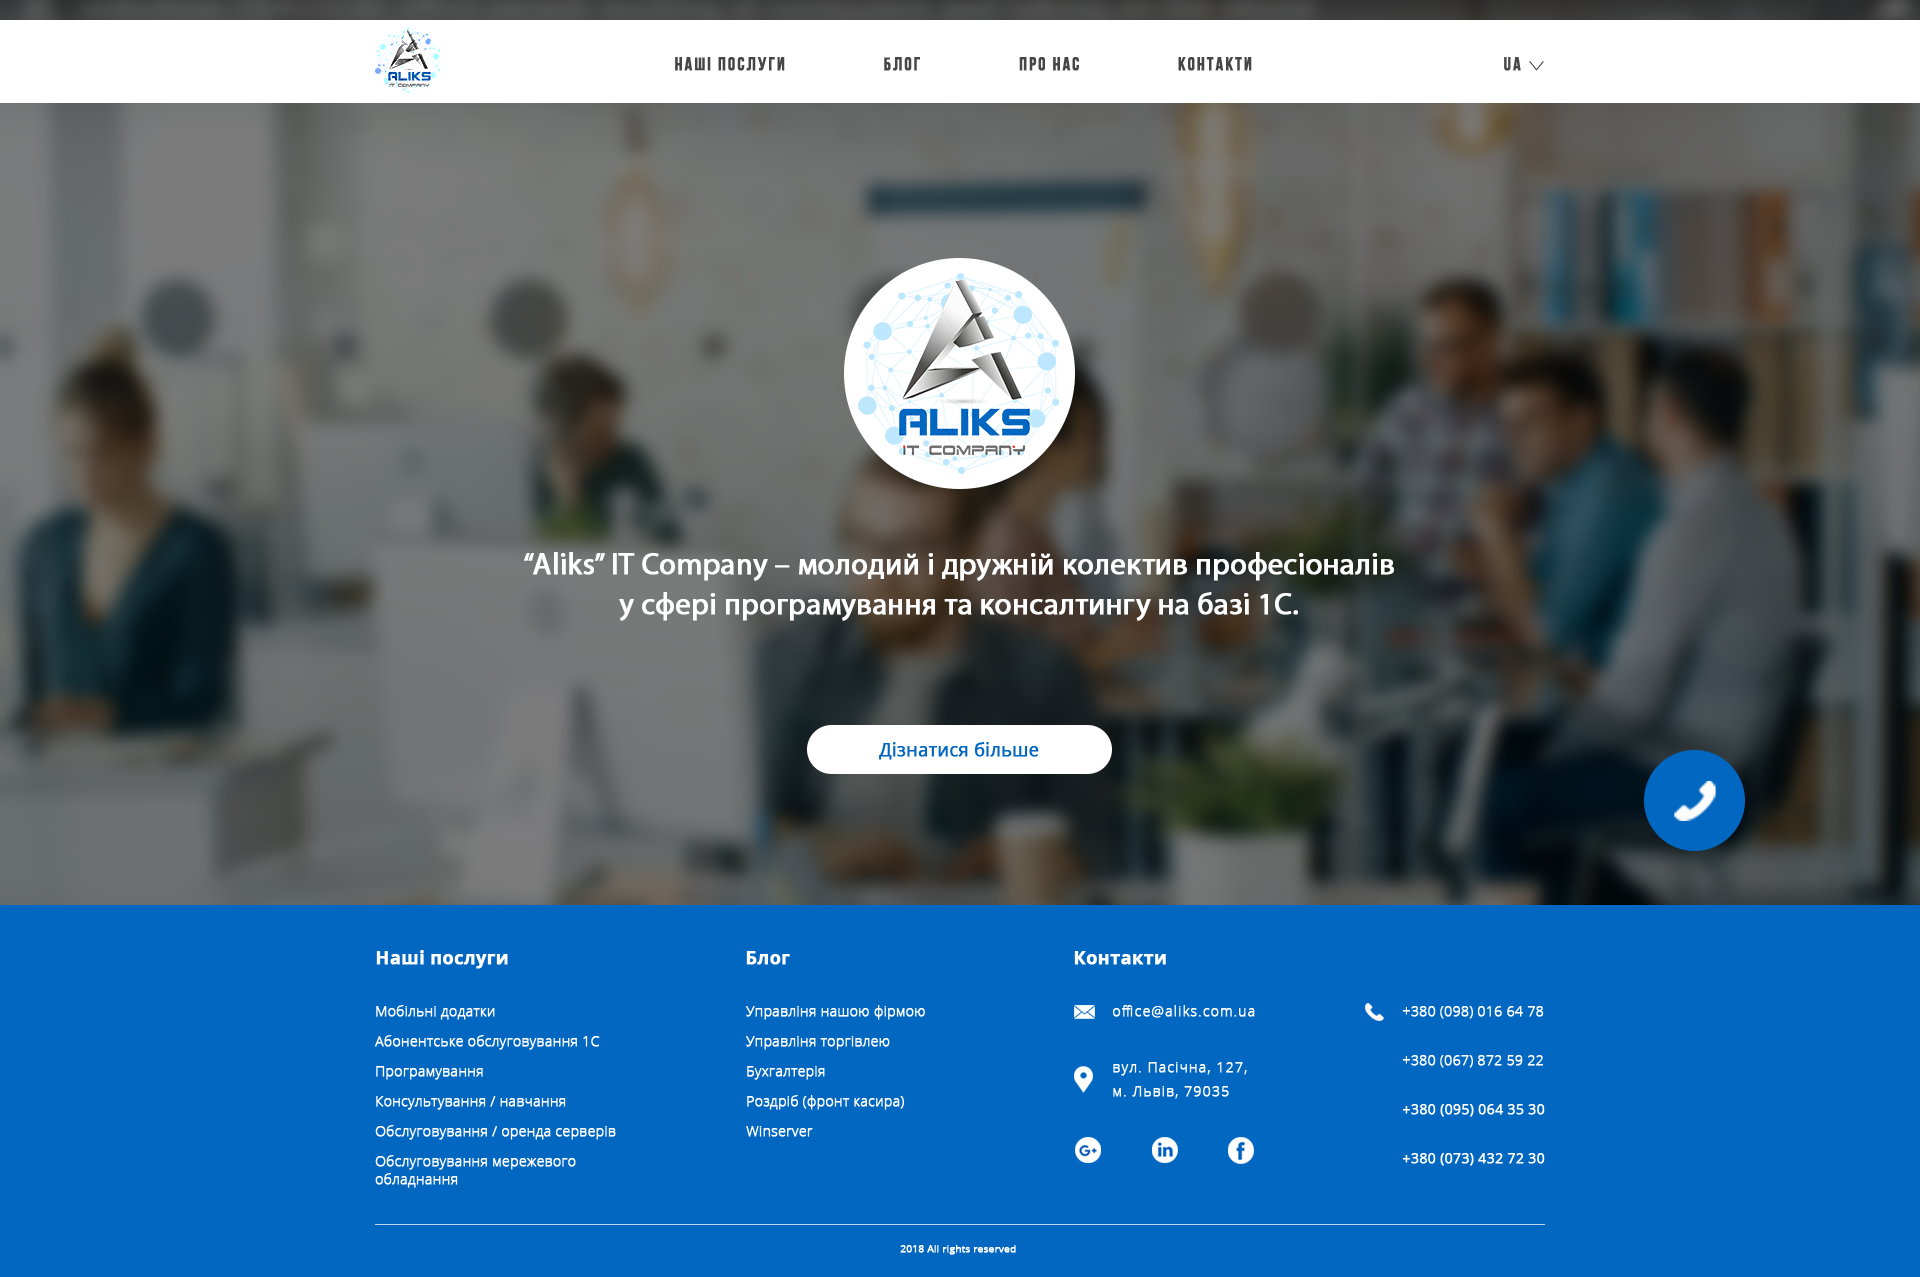 ALIKS
IT COMPANY
НАШІ ПОСЛУГИ
БЛОГ
ПРО НАС
КОНТАКТИ
UA
ALIKS
IT COMPANY
“Aliks” IT Company – молодий і дружній колектив професіоналів
у сфері програмування та консалтингу на базі 1С.
Дізнатися більше
Наші послуги
Мобільні додатки
Абонентське обслуговування 1С
Програмування
Консультування / навчання
Обслуговування / оренда серверів
Обслуговування мережевого
обладнання
Блог
Управліня нашою фірмою
Управліня торгівлею
Бухгалтерія
Роздріб (фронт касира)
Winserver
Контакти
office@aliks.com.ua
вул. Пасічна, 127,
м. Львів, 79035
G+
in
f
+380 (098) 016 64 78
+380 (067) 872 59 22
+380 (095) 064 35 30
+380 (073) 432 72 30
2018 All rights reserved